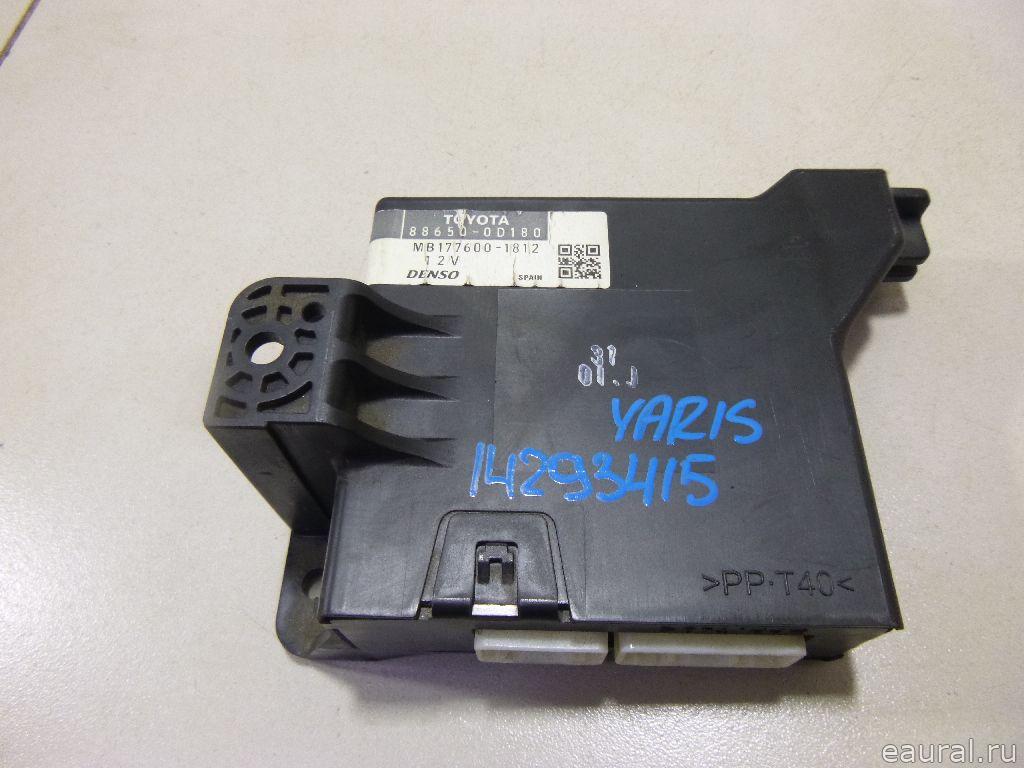 TOYOTA
88650-0D180
MB177600-1812
12V
DENSO SPAIN
31
01.J
YARIS
14293415
>PP·T40<
eaural.ru